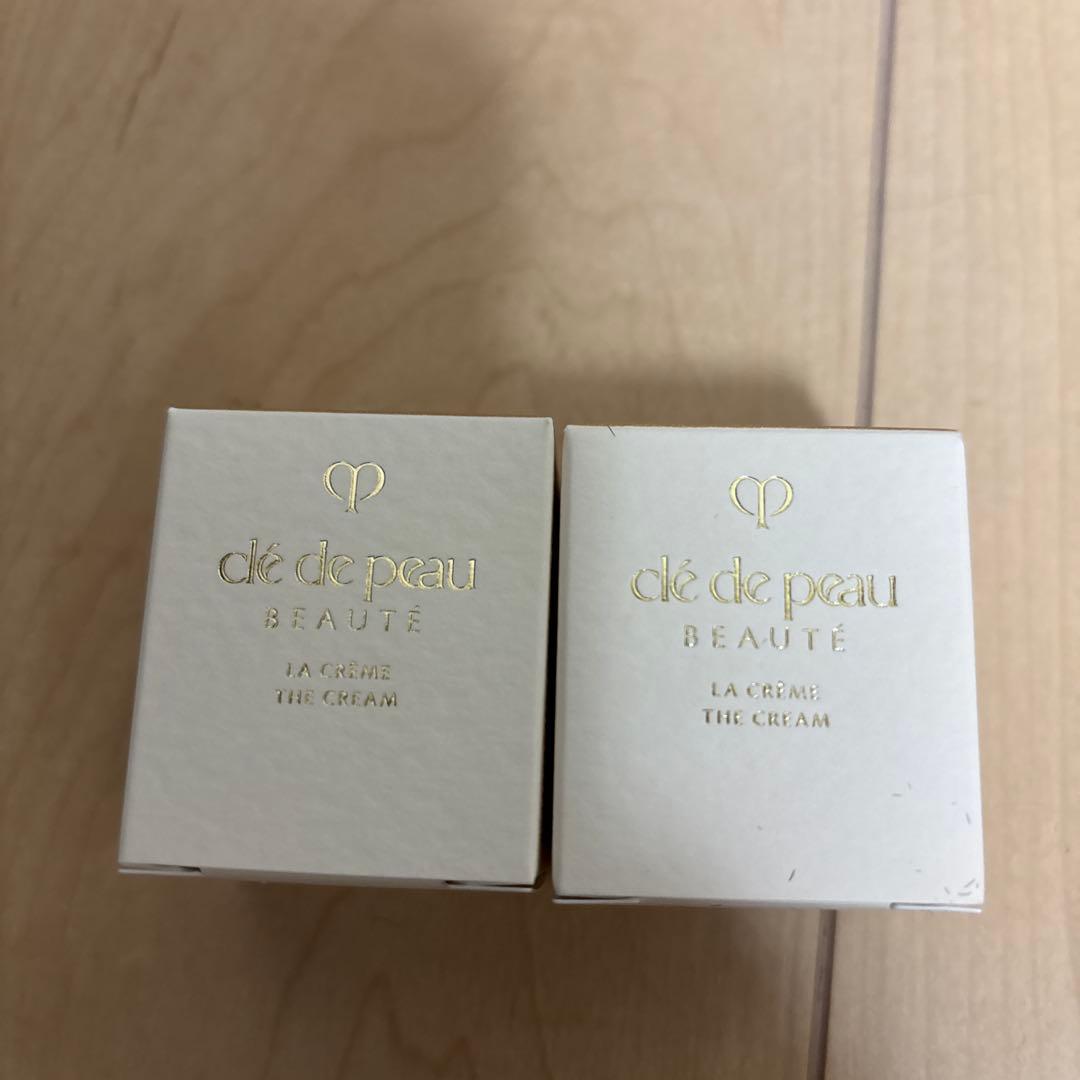 clé de peau
BEAUTÉ
LA CRÈME
THE CREAM
clé de peau
BEAUTÉ
LA CRÈME
THE CREAM